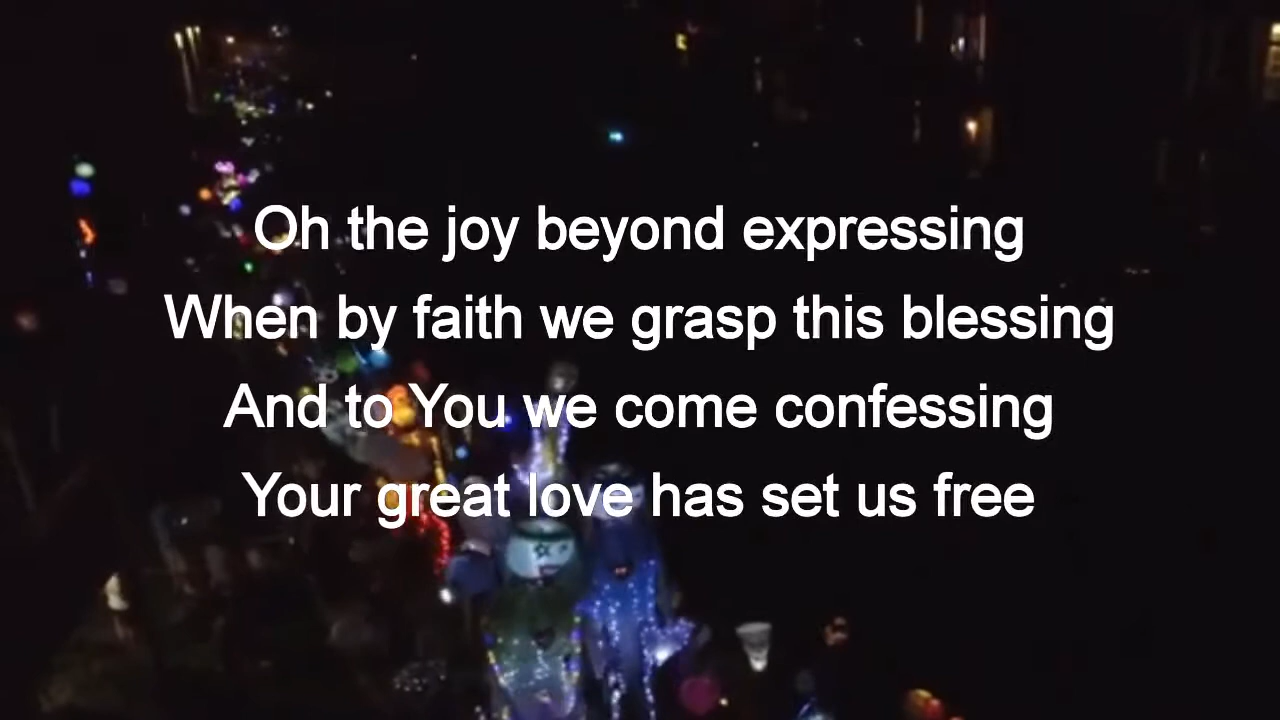 Oh the joy beyond expressing
When by faith we grasp this blessing
And to You we come confessing
Your great love has set us free